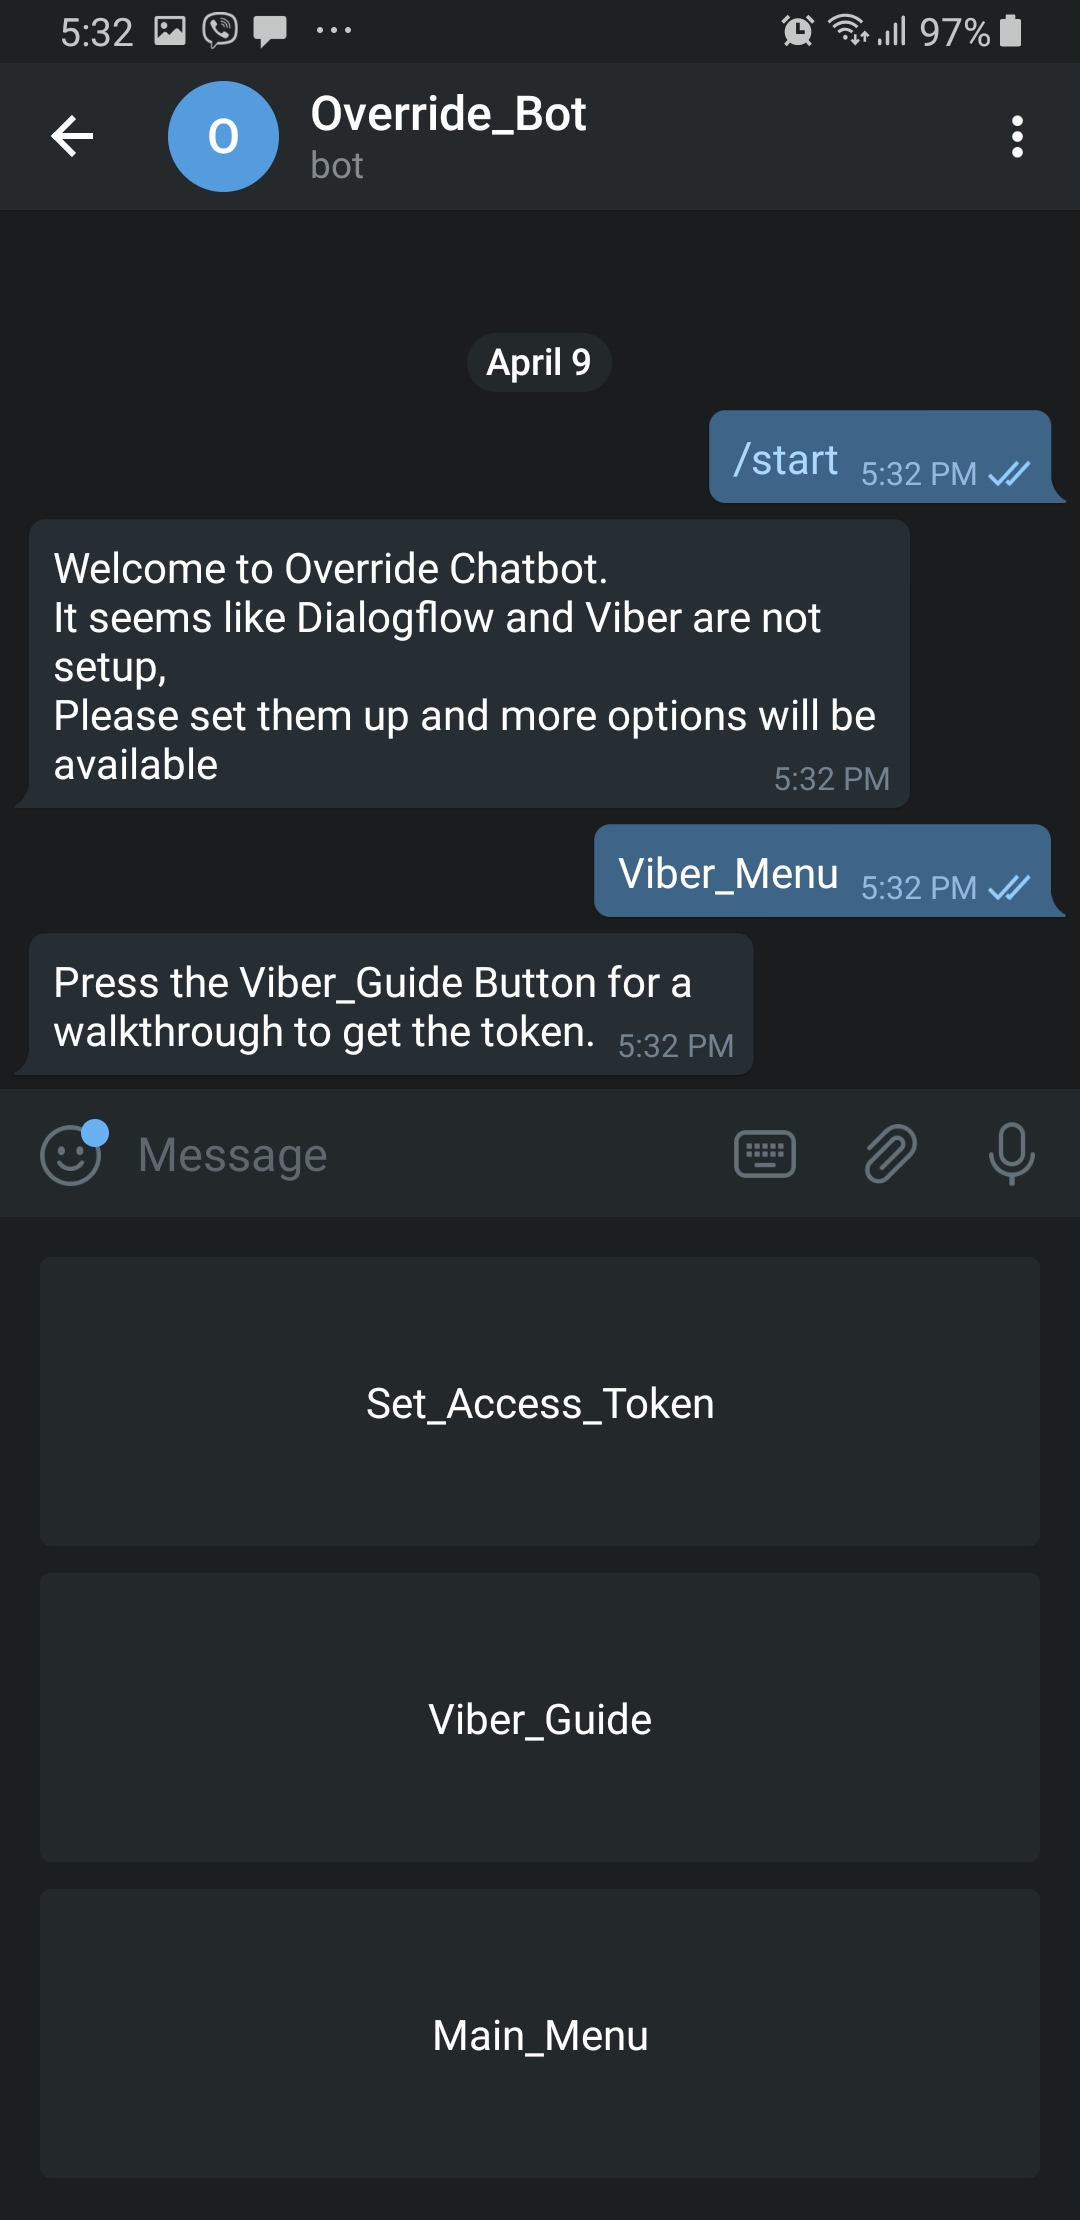 5:32
97%
O
Override_Bot
bot
April 9
/start 5:32 PM
Welcome to Override Chatbot.
It seems like Dialogflow and Viber are not
setup,
Please set them up and more options will be
available
5:32 PM
Viber_Menu 5:32 PM
Press the Viber_Guide Button for a
walkthrough to get the token. 5:32 PM
Message
Set_Access_Token
Viber_Guide
Main_Menu